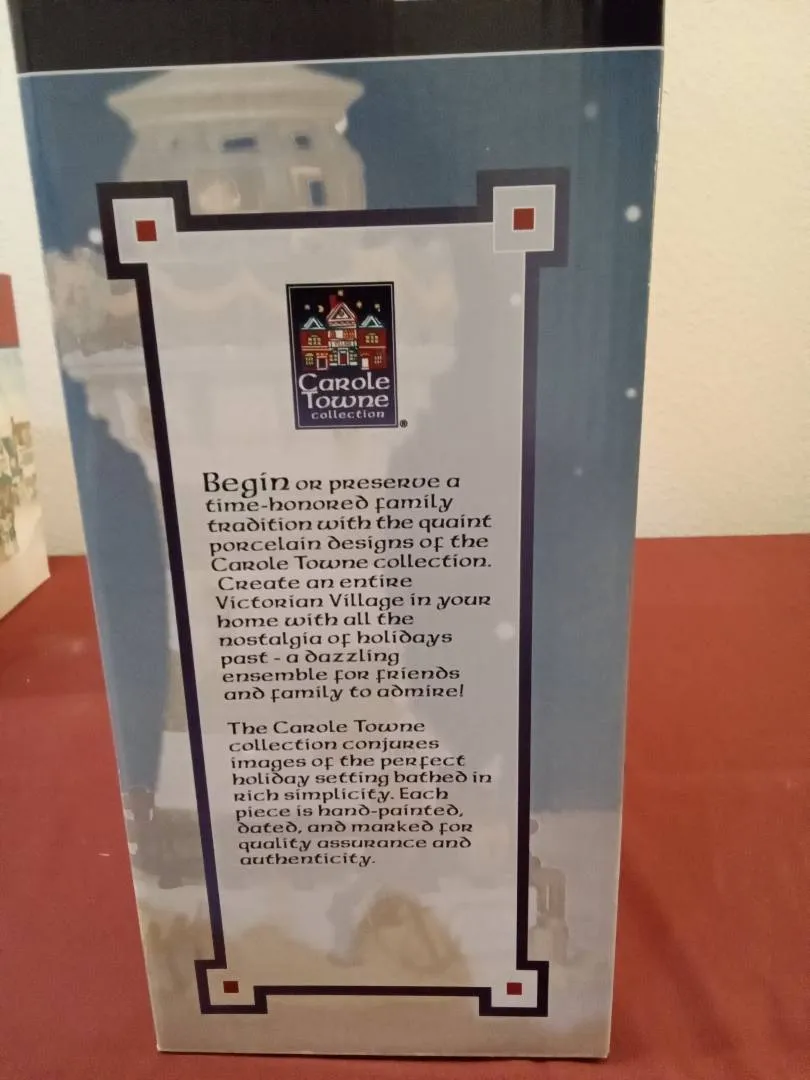 Carole
Towne
collection
®
Begin or preserve a
time-honored family
tradition with the quaint
porcelain designs of the
Carole Towne collection.
Create an entire
Victorian Village in your
home with all the
nostalgia of holidays
past - a dazzling
ensemble for friends
and family to admire!
The Carole Towne
collection conjures
images of the perfect
holiday setting bathed in
rich simplicity. Each
piece is hand-painted,
dated, and marked for
quality assurance and
authenticity.